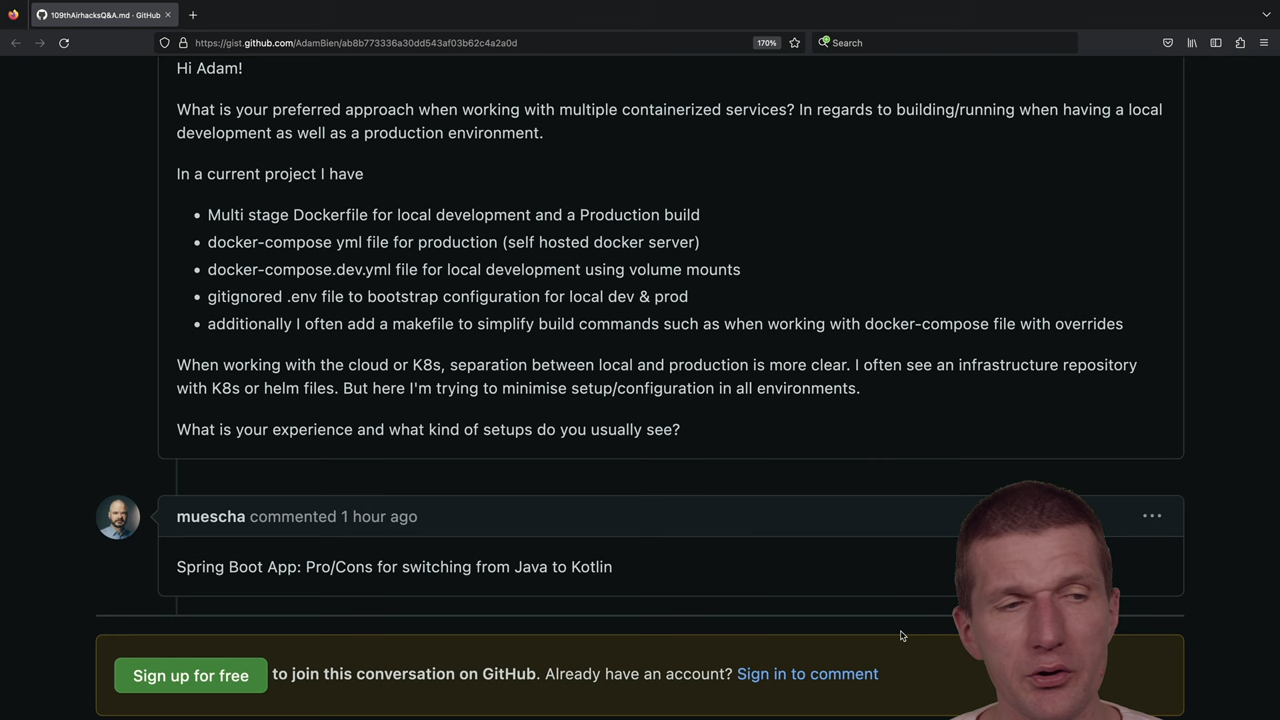 109thAirhacksQ&A.md · GitHub
https://gist.github.com/AdamBien/ab8b773336a30dd543af03b62c4a2a0d
170%
Search
Hi Adam!
What is your preferred approach when working with multiple containerized services? In regards to building/running when having a local
development as well as a production environment.
In a current project I have
• Multi stage Dockerfile for local development and a Production build
• docker-compose yml file for production (self hosted docker server)
• docker-compose.dev.yml file for local development using volume mounts
• gitignored .env file to bootstrap configuration for local dev & prod
• additionally I often add a makefile to simplify build commands such as when working with docker-compose file with overrides
When working with the cloud or K8s, separation between local and production is more clear. I often see an infrastructure repository
with K8s or helm files. But here I'm trying to minimise setup/configuration in all environments.
What is your experience and what kind of setups do you usually see?
muescha commented 1 hour ago
Spring Boot App: Pro/Cons for switching from Java to Kotlin
Sign up for free to join this conversation on GitHub. Already have an account? Sign in to comment